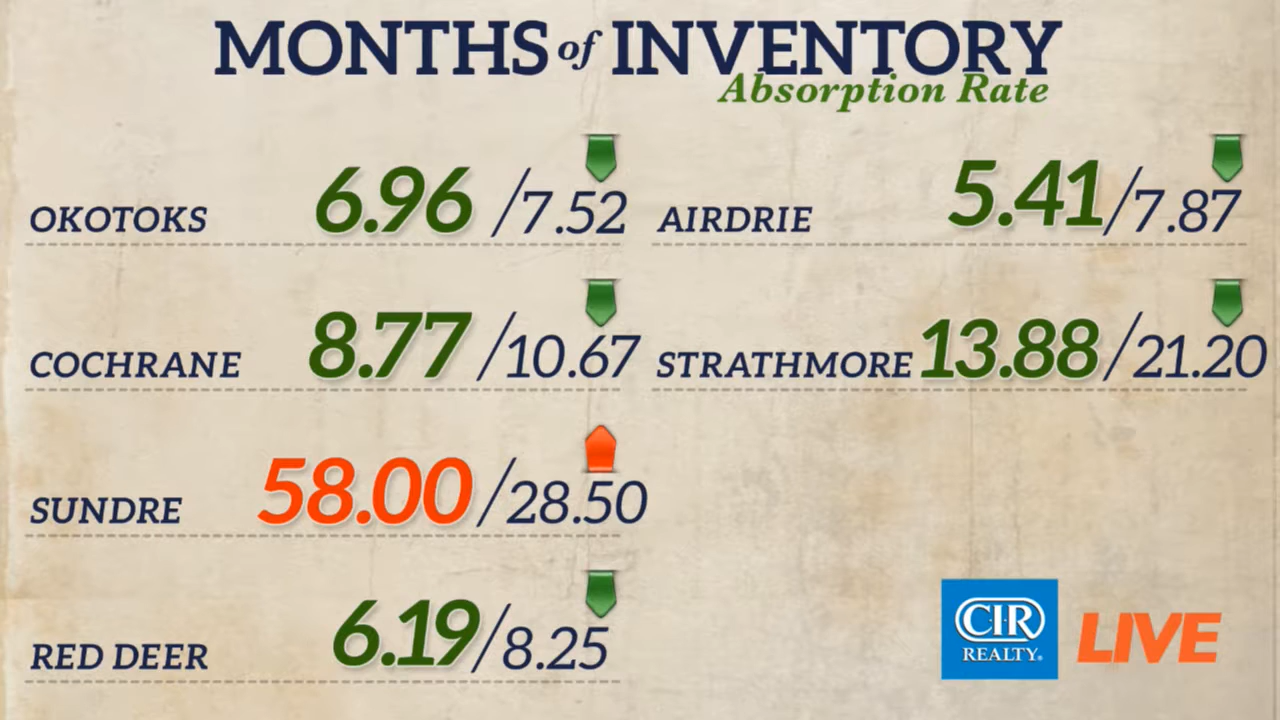 MONTHS of INVENTORY
Absorption Rate
OKOTOKS 6.96 /7.52
AIRDRIE 5.41/7.87
COCHRANE 8.77 /10.67
STRATHMORE 13.88/21.20
SUNDRE 58.00/28.50
RED DEER 6.19/8.25
CIR
REALTY.
LIVE